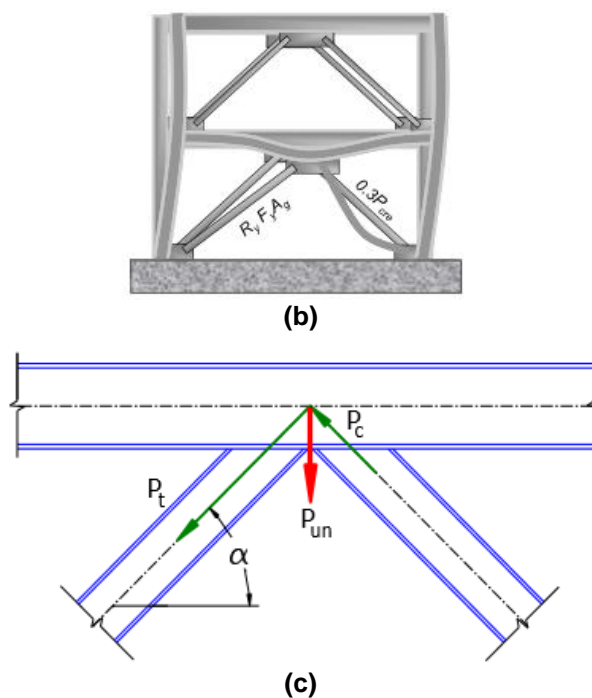 R_y F_y A_g
0.3P_cre
(b)
P_c
P_t
P_un
α
(c)